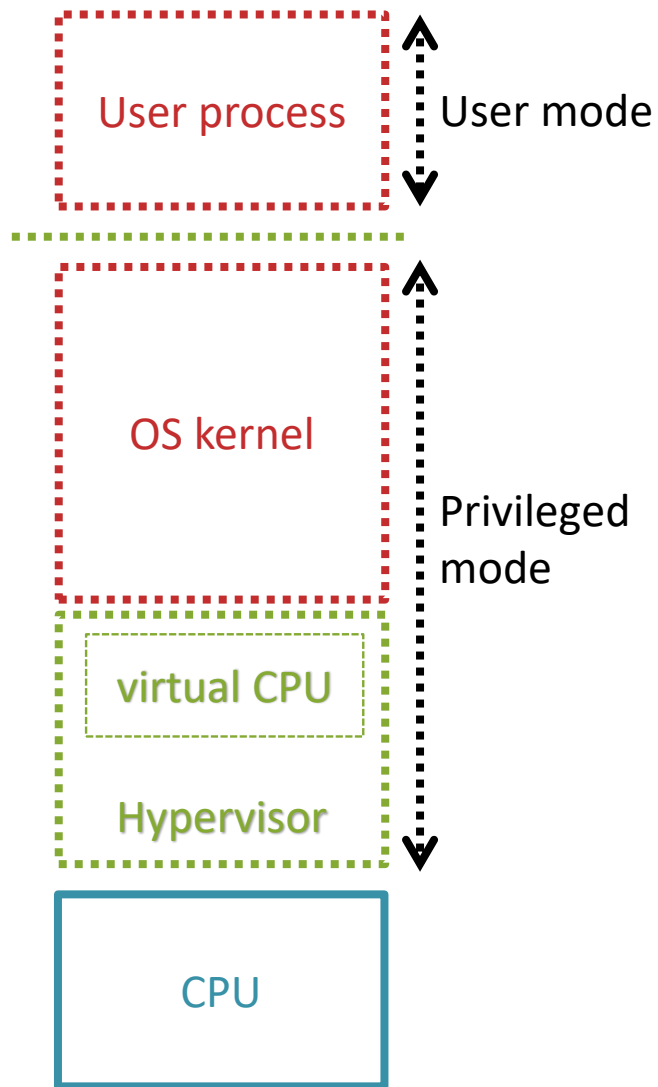 User process
User mode
OS kernel
Privileged
mode
virtual CPU
Hypervisor
CPU